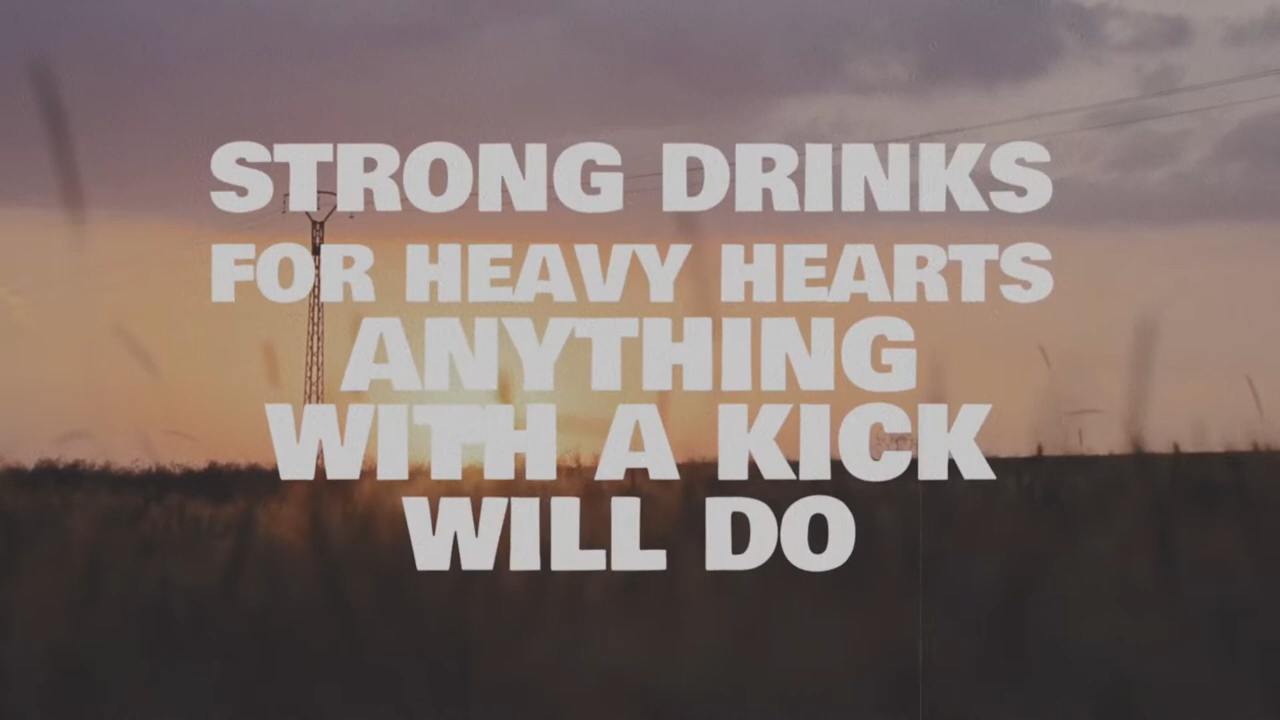 STRONG DRINKS
FOR HEAVY HEARTS
ANYTHING
WITH A KICK
WILL DO